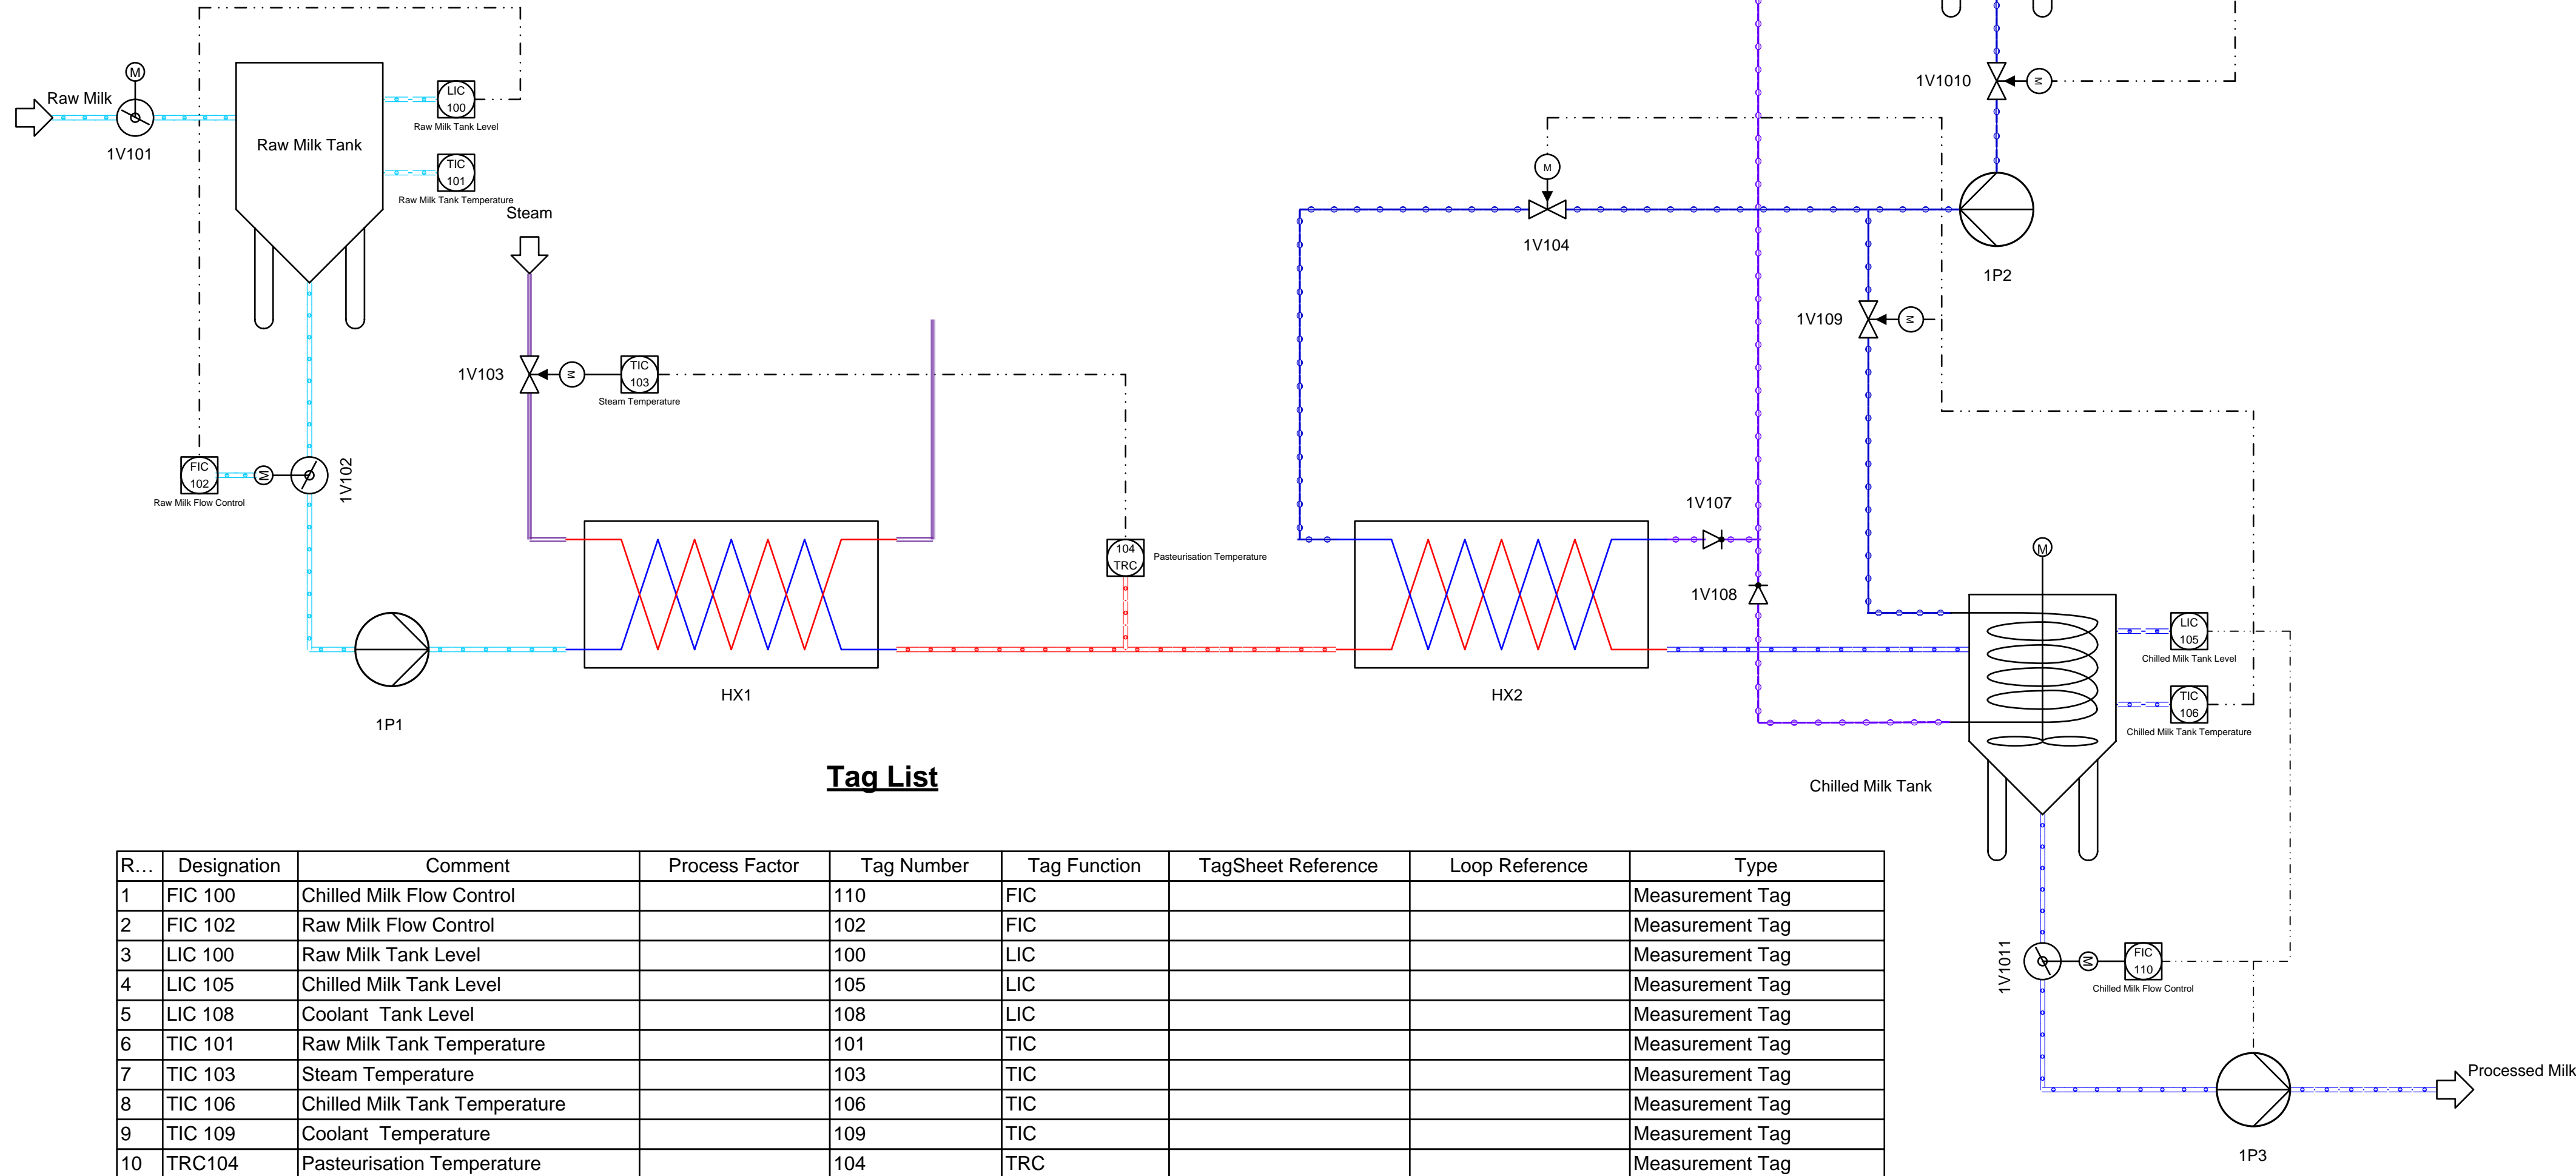 M
Raw Milk
1V101
Raw Milk Tank
LIC
100
Raw Milk Tank Level
TIC
101
Raw Milk Tank Temperature
Steam
1V103
M
TIC
103
Steam Temperature
FIC
102
Raw Milk Flow Control
M
1V102
1P1
HX1
104
TRC
Pasteurisation Temperature
M
1V104
1V1010
M
1P2
1V109
M
1V107
1V108
HX2
M
LIC
105
Chilled Milk Tank Level
TIC
106
Chilled Milk Tank Temperature
Chilled Milk Tank
1V1011
M
FIC
110
Chilled Milk Flow Control
Processed Milk
1P3
Tag List
R... Designation Comment Process Factor Tag Number Tag Function TagSheet Reference Loop Reference Type
1 FIC 100 Chilled Milk Flow Control 110 FIC Measurement Tag
2 FIC 102 Raw Milk Flow Control 102 FIC Measurement Tag
3 LIC 100 Raw Milk Tank Level 100 LIC Measurement Tag
4 LIC 105 Chilled Milk Tank Level 105 LIC Measurement Tag
5 LIC 108 Coolant Tank Level 108 LIC Measurement Tag
6 TIC 101 Raw Milk Tank Temperature 101 TIC Measurement Tag
7 TIC 103 Steam Temperature 103 TIC Measurement Tag
8 TIC 106 Chilled Milk Tank Temperature 106 TIC Measurement Tag
9 TIC 109 Coolant Temperature 109 TIC Measurement Tag
10 TRC104 Pasteurisation Temperature 104 TRC Measurement Tag